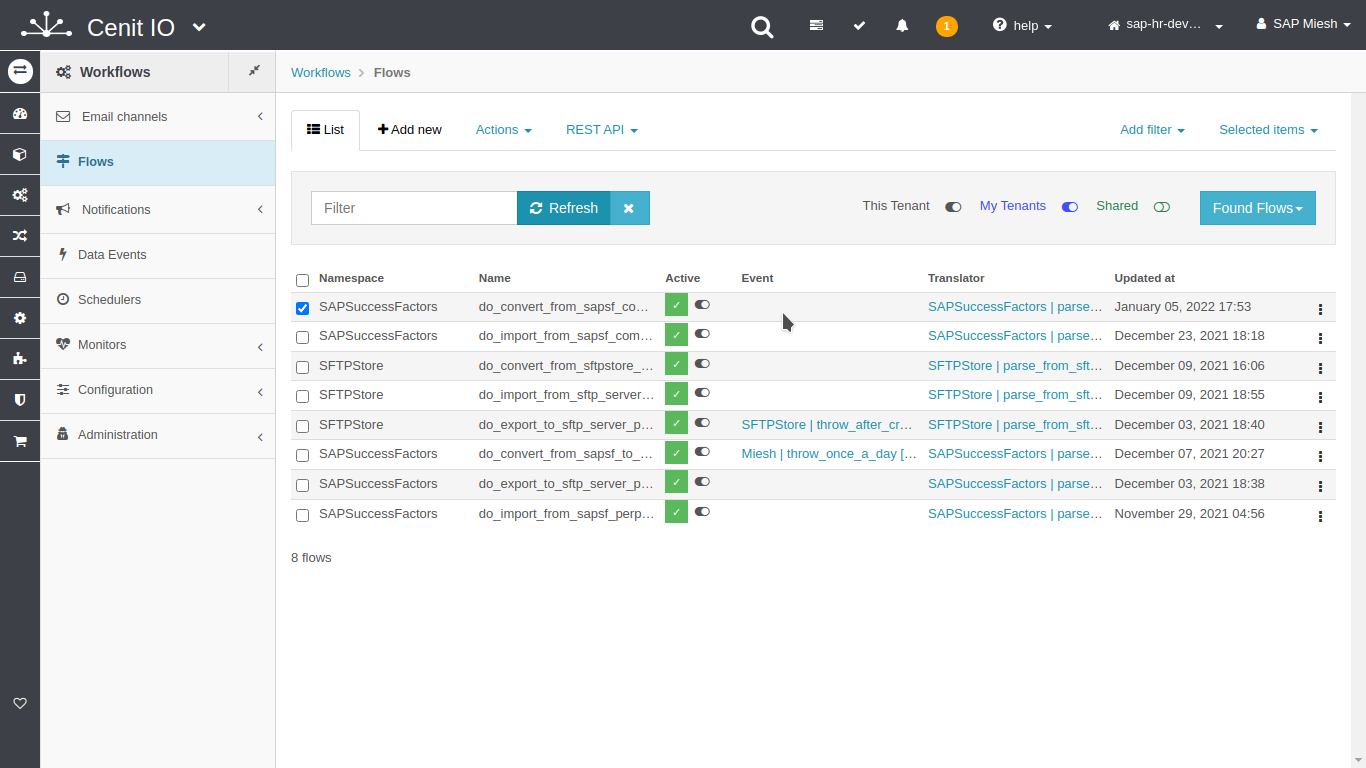 Cenit IO
1
help
sap-hr-dev…
SAP Miesh
Workflows
Workflows
Flows
Email channels
Flows
Notifications
Data Events
Schedulers
Monitors
Configuration
Administration
List
Add new
Actions
REST API
Add filter
Selected items
Filter
Refresh
This Tenant
My Tenants
Shared
Found Flows
Namespace Name Active Event Translator Updated at
SAPSuccessFactors do_convert_from_sapsf_co… SAPSuccessFactors | parse… January 05, 2022 17:53
SAPSuccessFactors do_import_from_sapsf_com… SAPSuccessFactors | parse… December 23, 2021 18:18
SFTPStore do_convert_from_sftpstore_… SFTPStore | parse_from_sft… December 09, 2021 16:06
SFTPStore do_import_from_sftp_server… SFTPStore | parse_from_sft… December 09, 2021 18:55
SFTPStore do_export_to_sftp_server_p… SFTPStore | throw_after_cr… SFTPStore | parse_from_sft… December 03, 2021 18:40
SAPSuccessFactors do_convert_from_sapsf_to_… Miesh | throw_once_a_day [… SAPSuccessFactors | parse… December 07, 2021 20:27
SAPSuccessFactors do_export_to_sftp_server_p… SAPSuccessFactors | parse… December 03, 2021 18:38
SAPSuccessFactors do_import_from_sapsf_perp… SAPSuccessFactors | parse… November 29, 2021 04:56
8 flows